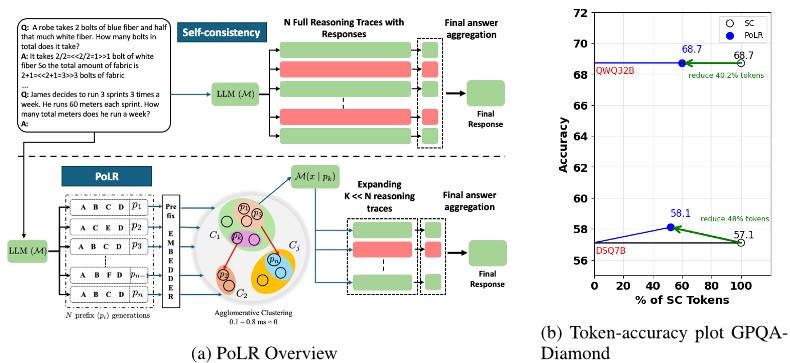 Q: A robe takes 2 bolts of blue fiber and half
that much white fiber. How many bolts in
total does it take?
A: It takes 2/2=<<2/2=1>>1 bolt of white
fiber So the total amount of fabric is
2+1=<<2+1=3>>3 bolts of fabric
...
Q: James decides to run 3 sprints 3 times a
week. He runs 60 meters each sprint. How
many total meters does he run a week?
A:
Self-consistency
N Full Reasoning Traces with
Responses
Final answer
aggregation
LLM (ℳ)
Final
Response
PoLR
LLM (ℳ)
A B C D p₁
A C E D p₂
A B C D p₃
A B F D pₙ₋
A B C D pₙ
N prefix (pᵢ) generations
Pre
fix
E
M
B
E
D
D
E
R
p₁
p₃
C₁
pₖ
Cⱼ
pₙ
p₂
C₂
Agglomerative Clustering
0.1 – 0.8 ms ≈ 0
ℳ(x | pₖ)
Expanding
K << N reasoning
traces
Final answer
aggregation
Final
Response
(a) PoLR Overview
72
70
68
66
64
62
60
58
56
Accuracy
SC
PoLR
68.7
68.7
QWQ32B
reduce 40.2% tokens
58.1
reduce 48% tokens
57.1
DSQ7B
0 20 40 60 80 100
% of SC Tokens
(b) Token-accuracy plot GPQA-
Diamond